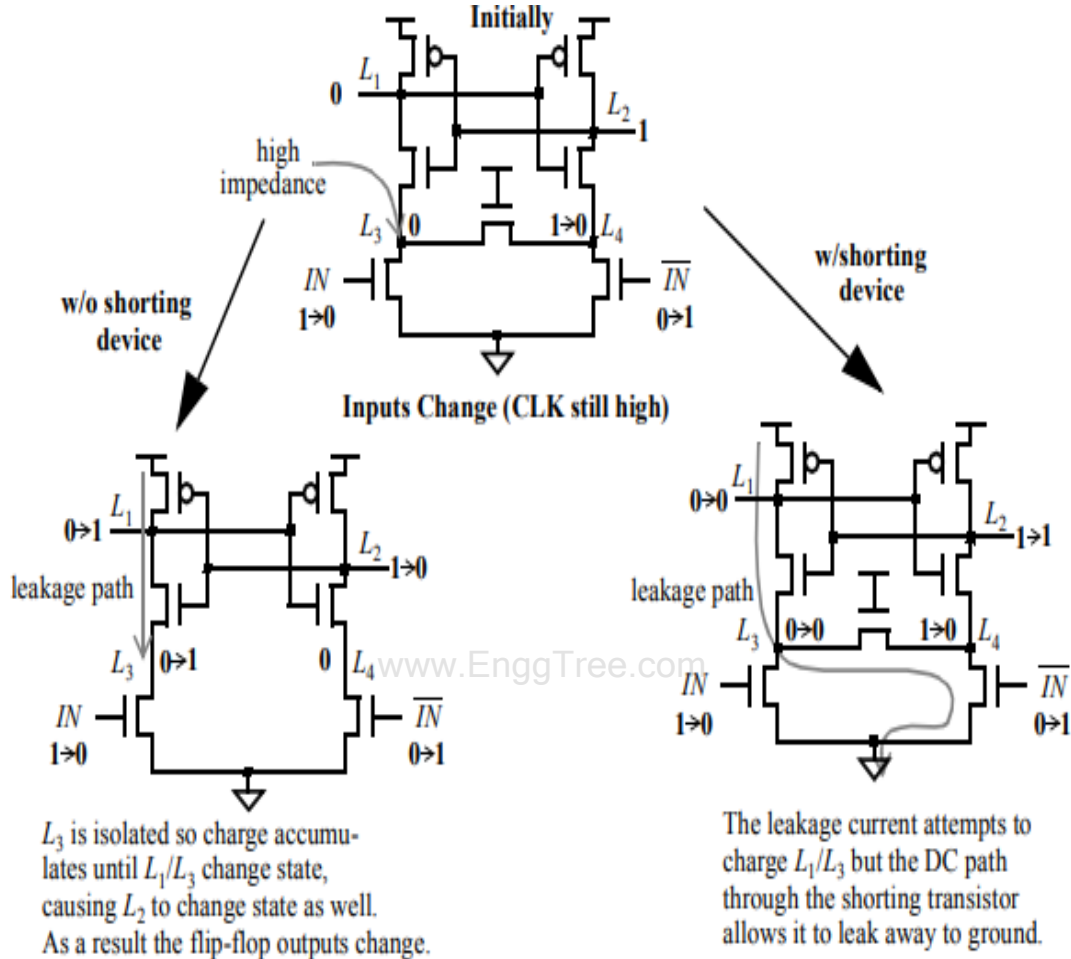 Initially
L1
0
L2
1
high
impedance
L3
0
1→0
L4
IN
1→0
IN
0→1
w/o shorting
device
w/shorting
device
Inputs Change (CLK still high)
L1
0→1
L2
1→0
leakage path
L3
0→1
0
L4
IN
1→0
IN
0→1
L1
0→0
L2
1→1
leakage path
L3
0→0
1→0
L4
IN
1→0
IN
0→1
www.EnggTree.com
L3 is isolated so charge accumu-
lates until L1/L3 change state,
causing L2 to change state as well.
As a result the flip-flop outputs change.
The leakage current attempts to
charge L1/L3 but the DC path
through the shorting transistor
allows it to leak away to ground.